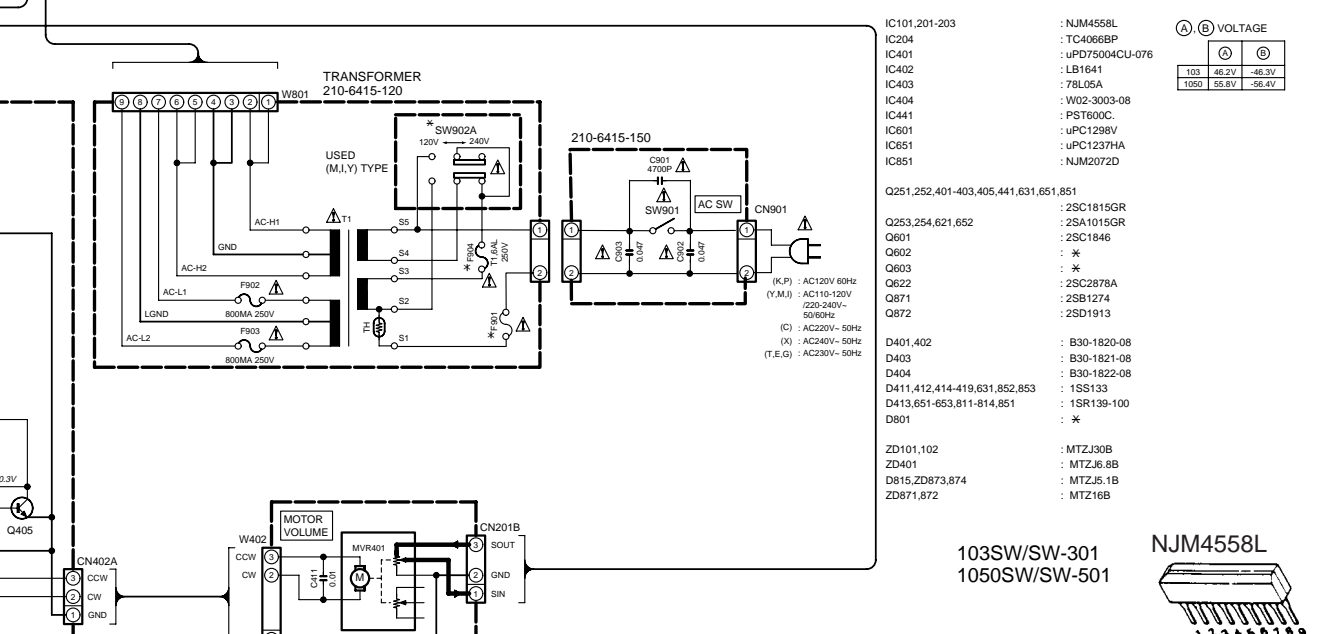 TRANSFORMER
210-6415-120
W801
9 8 7 6 5 4 3 2 1
USED
(M,I,Y) TYPE
SW902A
120V 240V
AC-H1
GND
AC-H2
AC-L1
LGND
AC-L2
F902
800MA 250V
F903
800MA 250V
T1
S5
S4
S3
S2
S1
TH
F904
T1.6AL
250V
F901
1
2
210-6415-150
C901
4700P
SW901
AC SW
C903
0.047
C902
0.047
1
2
CN901
1
2
(K,P) : AC120V 60Hz
(Y,M,I) : AC110-120V
/220-240V~
50/60Hz
(C) : AC220V~ 50Hz
(X) : AC240V~ 50Hz
(T,E,G) : AC230V~ 50Hz
IC101,201-203 : NJM4558L
IC204 : TC4066BP
IC401 : uPD75004CU-076
IC402 : LB1641
IC403 : 78L05A
IC404 : W02-3003-08
IC441 : PST600C.
IC601 : uPC1298V
IC651 : uPC1237HA
IC851 : NJM2072D
Q251,252,401-403,405,441,631,651,851
: 2SC1815GR
Q253,254,621,652 : 2SA1015GR
Q601 : 2SC1846
Q602 : *
Q603 : *
Q622 : 2SC2878A
Q871 : 2SB1274
Q872 : 2SD1913
D401,402 : B30-1820-08
D403 : B30-1821-08
D404 : B30-1822-08
D411,412,414-419,631,852,853 : 1SS133
D413,651-653,811-814,851 : 1SR139-100
D801 : *
ZD101,102 : MTZJ30B
ZD401 : MTZJ6.8B
D815,ZD873,874 : MTZJ5.1B
ZD871,872 : MTZ16B
A, B VOLTAGE
A B
103 46.2V -46.3V
1050 55.8V -56.4V
0.3V
Q405
CN402A
3 CCW
2 CW
1 GND
W402
CCW 3
CW 2
MOTOR
VOLUME
C411
0.01
MVR401
M
CN201B
3 SOUT
2 GND
1 SIN
103SW/SW-301
1050SW/SW-501
NJM4558L
1 2 3 4 5 6 7 8 9